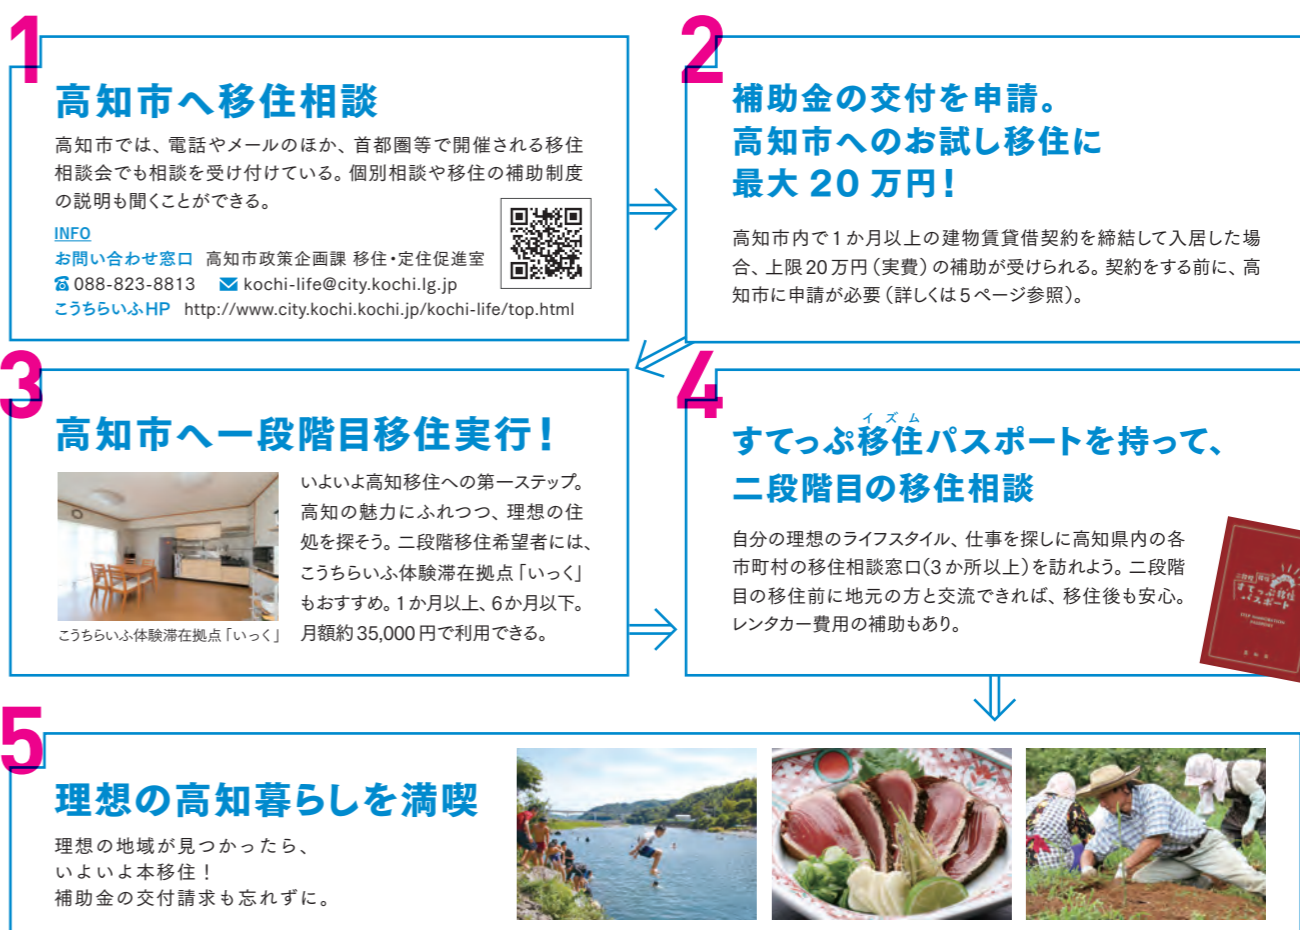 1
高知市へ移住相談
高知市では、電話やメールのほか、首都圏等で開催される移住
相談会でも相談を受け付けている。個別相談や移住の補助制度
の説明も聞くことができる。
INFO
お問い合わせ窓口 高知市政策企画課 移住・定住促進室
088-823-8813 kochi-life@city.kochi.lg.jp
こうちらいふHP http://www.city.kochi.kochi.jp/kochi-life/top.html
2
補助金の交付を申請。
高知市へのお試し移住に
最大 20 万円！
高知市内で1か月以上の建物賃貸借契約を締結して入居した場
合、上限20万円（実費）の補助が受けられる。契約をする前に、高
知市に申請が必要（詳しくは5ページ参照）。
3
高知市へ一段階目移住実行！
いよいよ高知移住への第一ステップ。
高知の魅力にふれつつ、理想の住
処を探そう。二段階移住希望者には、
こうちらいふ体験滞在拠点「いっく」
もおすすめ。1か月以上、6か月以下。
月額約35,000円で利用できる。
こうちらいふ体験滞在拠点「いっく」
4
イズム
すてっぷ移住パスポートを持って、
二段階目の移住相談
自分の理想のライフスタイル、仕事を探しに高知県内の各
市町村の移住相談窓口(3か所以上)を訪れよう。二段階
目の移住前に地元の方と交流できれば、移住後も安心。
レンタカー費用の補助もあり。
二段階移住
すてっぷ移住
パスポート
STEP IMMIGRATION
PASSPORT
高知市
5
理想の高知暮らしを満喫
理想の地域が見つかったら、
いよいよ本移住！
補助金の交付請求も忘れずに。